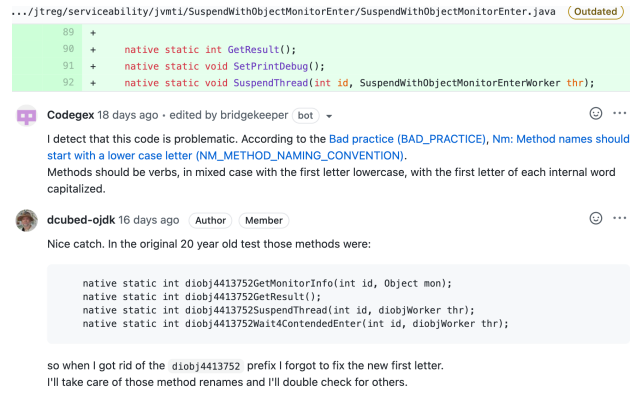 .../jtreg/serviceability/jvmti/SuspendWithObjectMonitorEnter/SuspendWithObjectMonitorEnter.java Outdated
89 +
90 + native static int GetResult();
91 + native static void SetPrintDebug();
92 + native static void SuspendThread(int id, SuspendWithObjectMonitorEnterWorker thr);
Codegex 18 days ago • edited by bridgekeeper bot
I detect that this code is problematic. According to the Bad practice (BAD_PRACTICE), Nm: Method names should
start with a lower case letter (NM_METHOD_NAMING_CONVENTION).
Methods should be verbs, in mixed case with the first letter lowercase, with the first letter of each internal word
capitalized.
dcubed-ojdk 16 days ago Author Member
Nice catch. In the original 20 year old test those methods were:
native static int diobj4413752GetMonitorInfo(int id, Object mon);
native static int diobj4413752GetResult();
native static int diobj4413752SuspendThread(int id, diobjWorker thr);
native static int diobj4413752Wait4ContendedEnter(int id, diobjWorker thr);
so when I got rid of the diobj4413752 prefix I forgot to fix the new first letter.
I'll take care of those method renames and I'll double check for others.